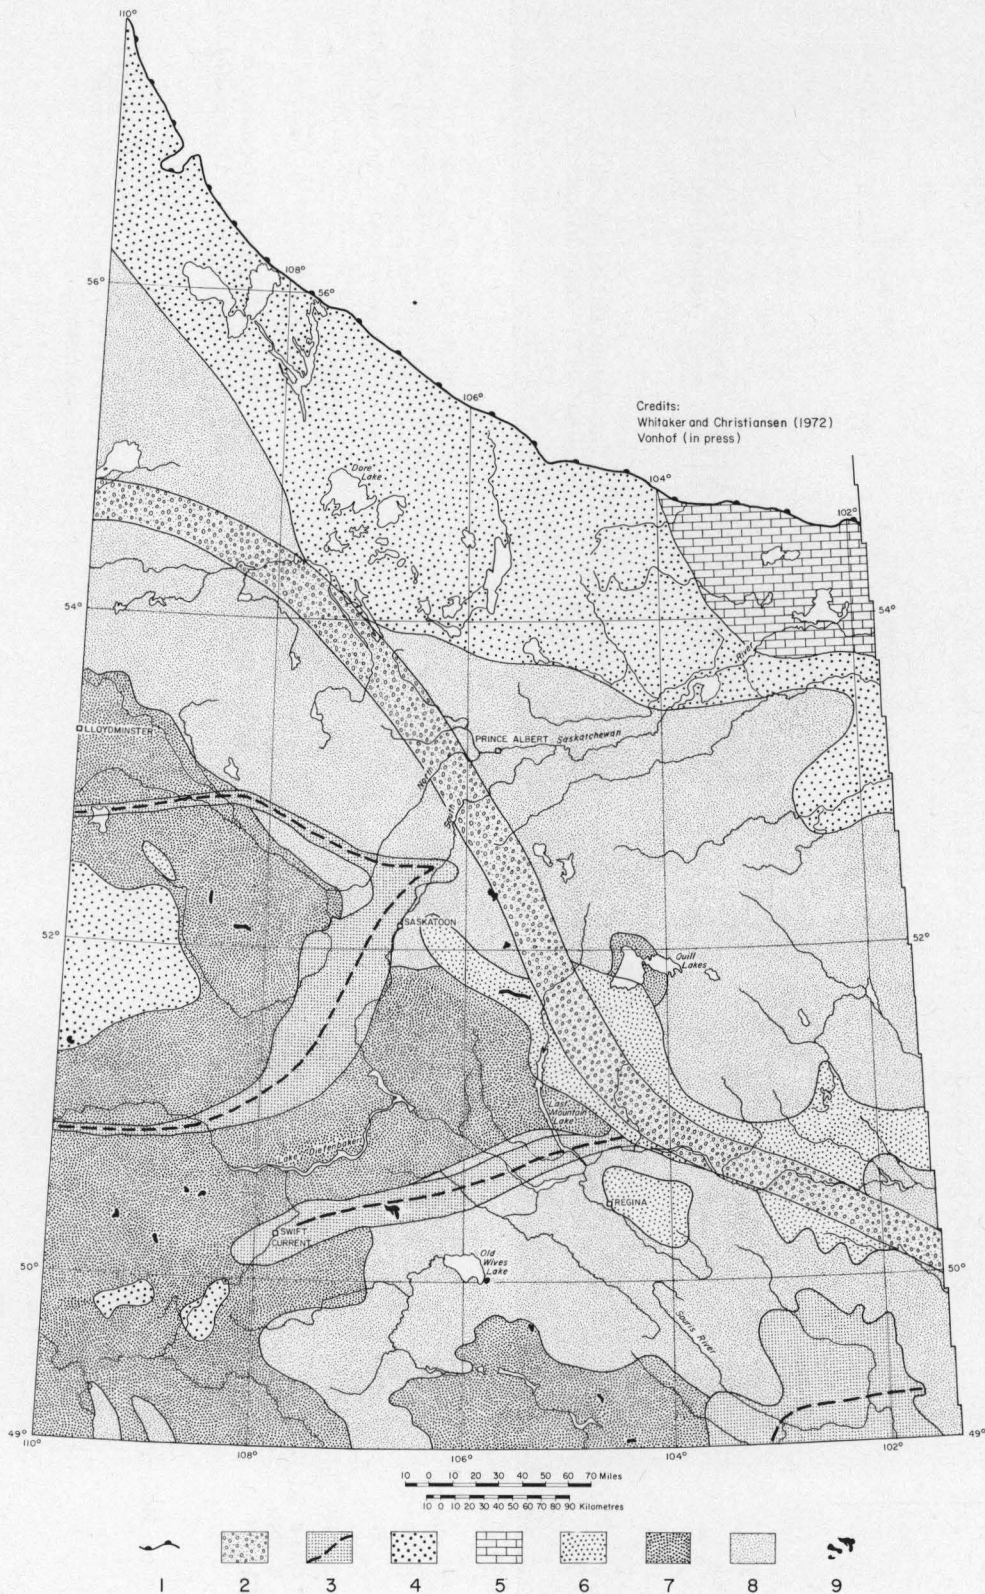 110°
108°
56°
56°
106°
Credits:
Whitaker and Christiansen (1972)
Vonhof (in press)
104°
Dore
Lake
102°
54°
54°
River
LLOYDMINSTER
PRINCE ALBERT
Saskatchewan
North
South
SASKATOON
52°
52°
Quill
Lakes
Last
Mountain
Lake
Lake Diefenbaker
REGINA
SWIFT
CURRENT
Old
Wives
Lake
50°
50°
Souris River
49°
49°
110°
108°
106°
104°
102°
10 0 10 20 30 40 50 60 70 Miles
10 0 10 20 30 40 50 60 70 80 90 Kilometres
1 2 3 4 5 6 7 8 9